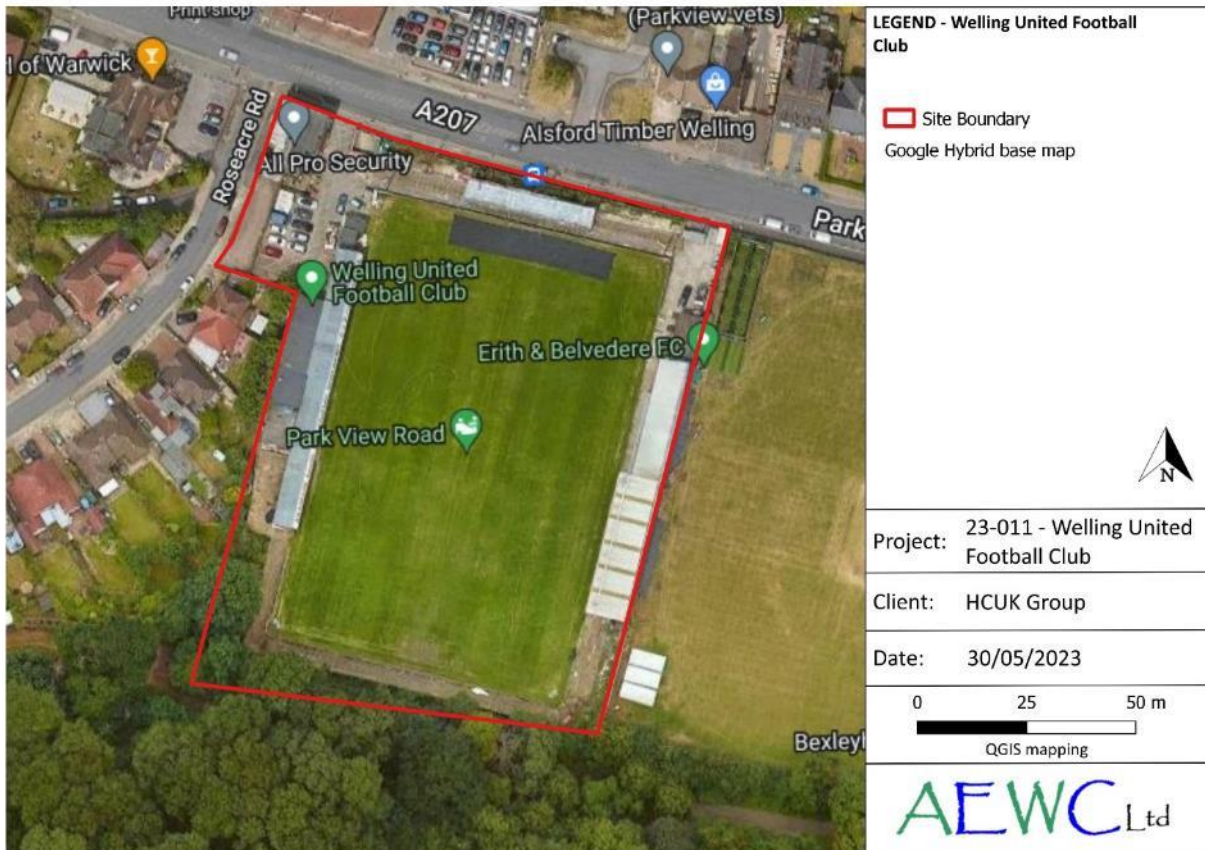 Print shop
(Parkview vets)
l of Warwick
Roseacre Rd
A207
Alsford Timber Welling
All Pro Security
Park
Welling United
Football Club
Erith & Belvedere FC
Park View Road
Bexleyh
LEGEND - Welling United Football
Club
Site Boundary
Google Hybrid base map
N
Project: 23-011 - Welling United
Football Club
Client: HCUK Group
Date: 30/05/2023
0 25 50 m
QGIS mapping
AEWC Ltd